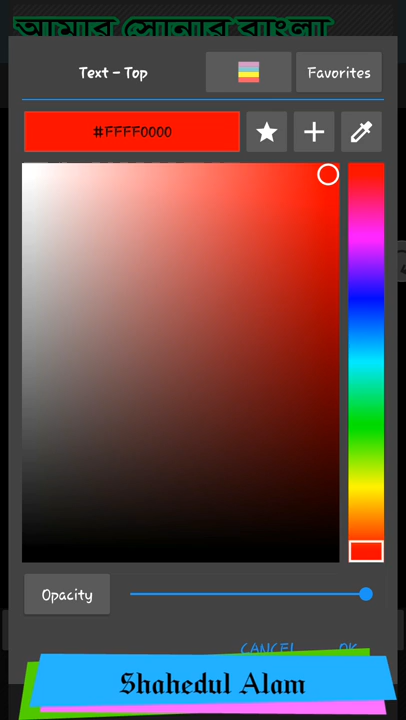 আমার সোনার বাংলা
Text - Top
Favorites
#FFFF0000
Opacity
CANCEL OK
Shahedul Alam